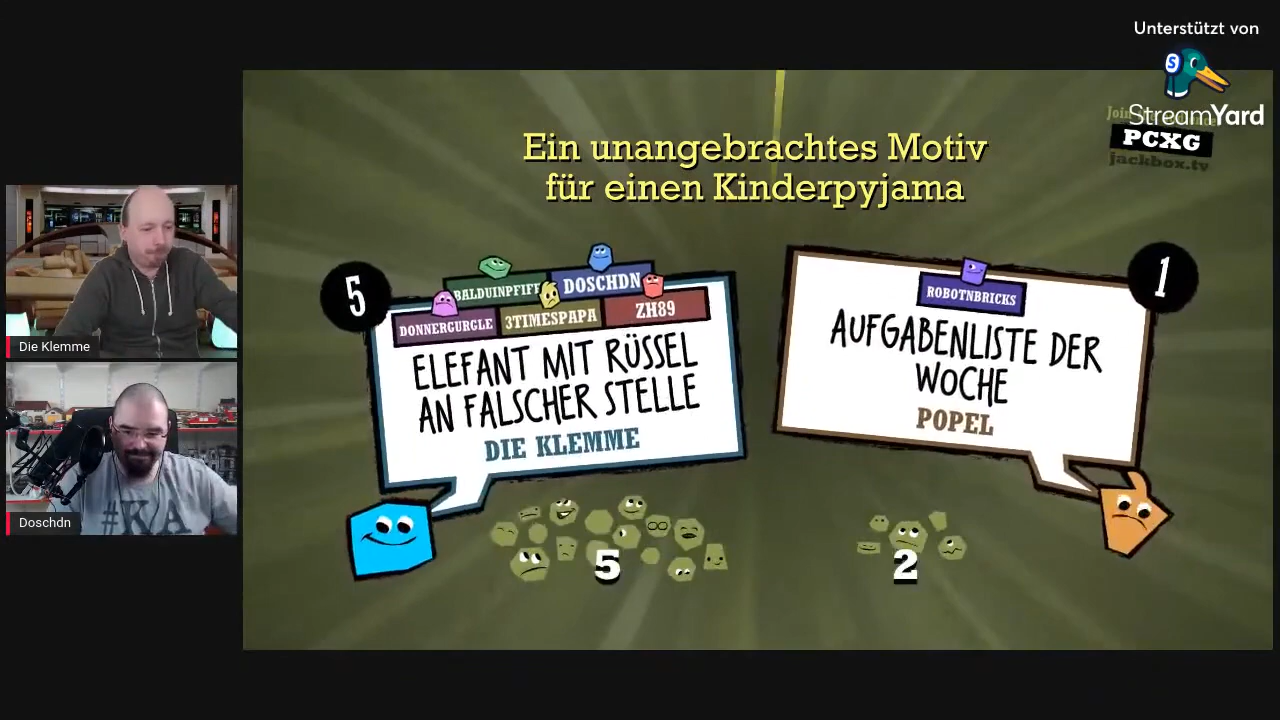 Unterstützt von
StreamYard
PCXG
jackbox.tv
Ein unangebrachtes Motiv
für einen Kinderpyjama
5
BALDUINPFIFF
DOSCHDN
DONNERGURGLE
3TIMESPAPA
ZH89
ELEFANT MIT RÜSSEL
AN FALSCHER STELLE
DIE KLEMME
5
1
ROBOTNBRICKS
AUFGABENLISTE DER
WOCHE
POPEL
2
Die Klemme
#KA
Doschdn